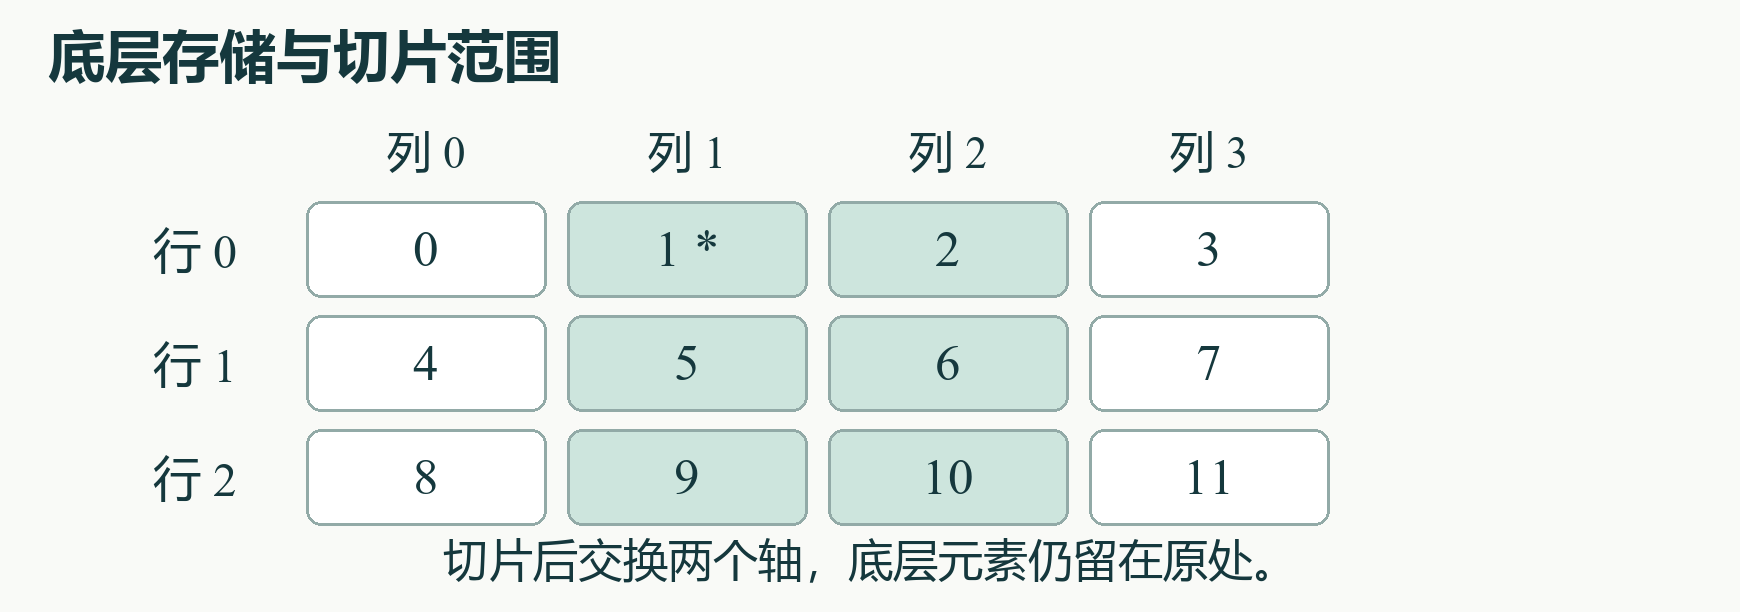 底层存储与切片范围
列 0 列 1 列 2 列 3
行 0 0 1 * 2 3
行 1 4 5 6 7
行 2 8 9 10 11
切片后交换两个轴，底层元素仍留在原处。